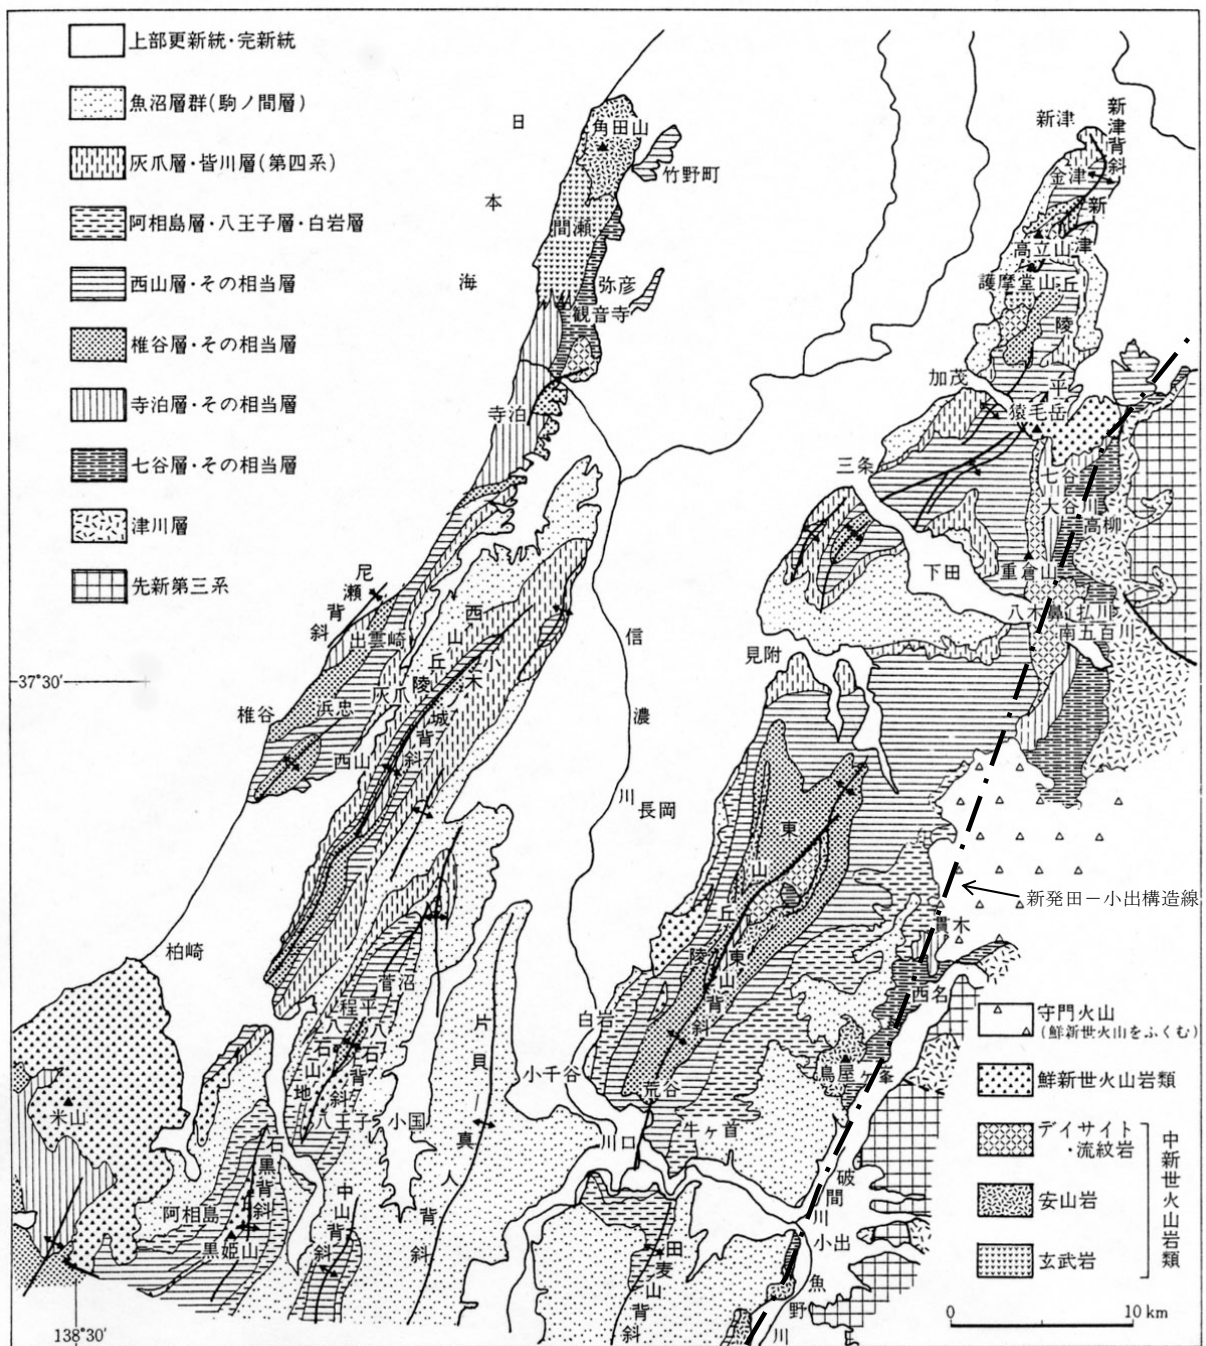 上部更新統・完新統
魚沼層群(駒ノ間層)
灰爪層・皆川層(第四系)
阿相島層・八王子層・白岩層
西山層・その相当層
椎谷層・その相当層
寺泊層・その相当層
七谷層・その相当層
津川層
先新第三系
日本海
角田山
竹野町
間瀬
弥彦
観音寺
寺泊
新津
新津背斜
金津
新津丘陵
高立山
護摩堂山
加茂
平
猿毛岳
三条
七谷川
大谷川
高柳
下田
重倉山
八木鼻
払川
南五百川
見附
尼瀬背斜
出雲崎
西山丘陵
灰爪
八木城背斜
37°30'
椎谷
浜忠
西山
信濃川
長岡
東山丘陵
東山背斜
新発田－小出構造線
貫木
西名
柏崎
菅沼
程平
八石山地
八石背斜
八王子
小国
片貝－真人背斜
白岩
小千谷
荒谷
川口
牛ヶ首
鳥屋ヶ峯
破間川
小出
魚野川
田麦山背斜
米山
石黒背斜
阿相島
黒姫山
中山背斜
守門火山
(鮮新世火山をふくむ)
鮮新世火山岩類
デイサイト
・流紋岩
安山岩
玄武岩
中新世火山岩類
0 10 km
138°30'